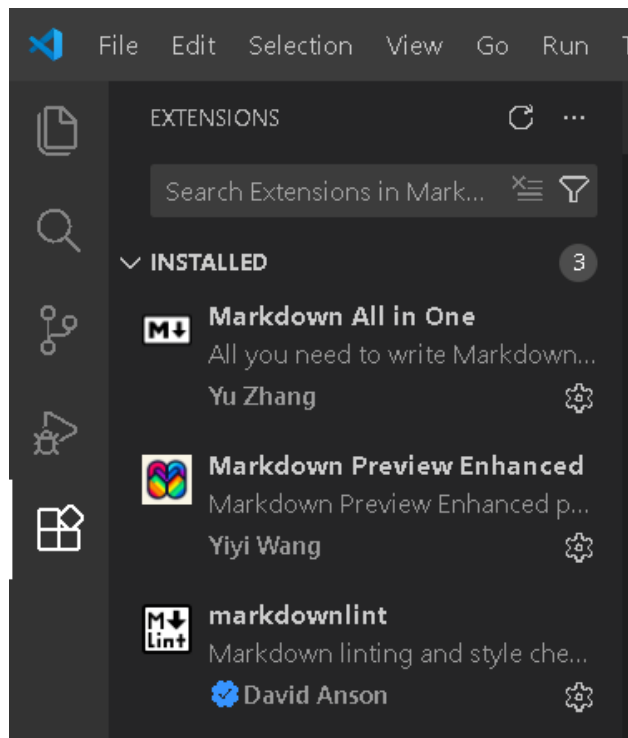 File Edit Selection View Go Run
EXTENSIONS
Search Extensions in Mark...
INSTALLED 3
M Markdown All in One
All you need to write Markdown...
Yu Zhang
Markdown Preview Enhanced
Markdown Preview Enhanced p...
Yiyi Wang
M markdownlint
Lint
Markdown linting and style che...
David Anson